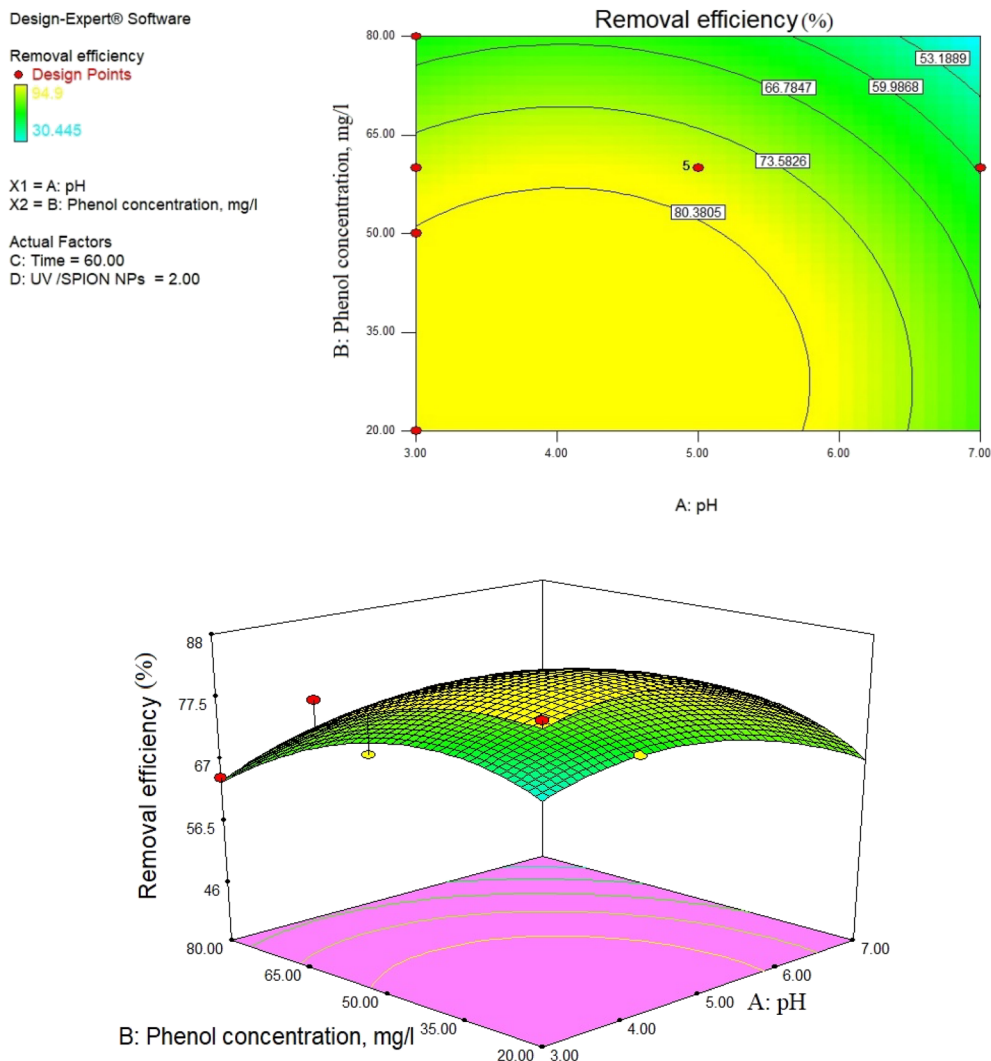 Design-Expert® Software
Removal efficiency
Design Points
94.9
30.445
X1 = A: pH
X2 = B: Phenol concentration, mg/l
Actual Factors
C: Time = 60.00
D: UV /SPION NPs = 2.00
Removal efficiency (%)
80.00
65.00
50.00
35.00
20.00
B: Phenol concentration, mg/l
53.1889
66.7847
59.9868
73.5826
5
80.3805
3.00 4.00 5.00 6.00 7.00
A: pH
Removal efficiency (%)
88
77.5
67
56.5
46
80.00
65.00
50.00
35.00
20.00
B: Phenol concentration, mg/l
7.00
6.00
5.00
4.00
3.00
A: pH